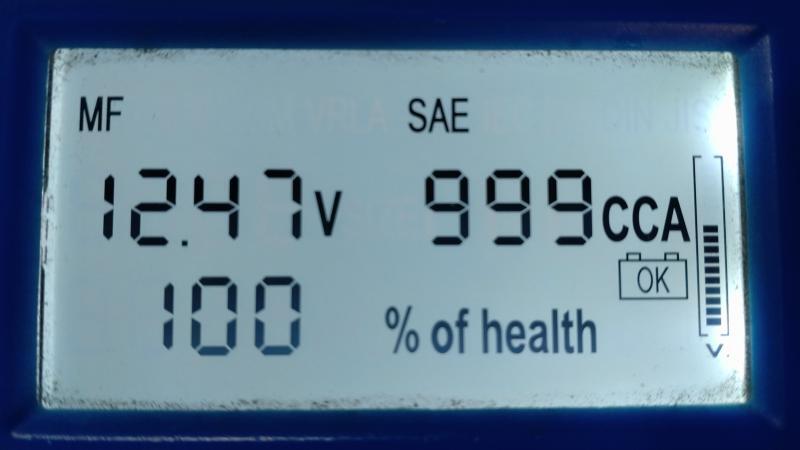 MF SAE
12.47V 999CCA
OK
100 % of health